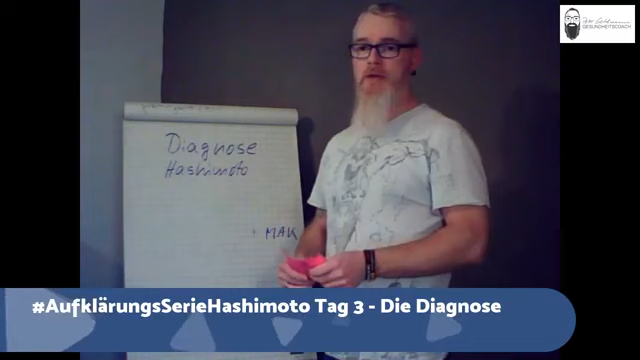 GESUNDHEITSCOACH
Diagnose
Hashimoto
+ MAK
#AufklärungsSerieHashimoto Tag 3 - Die Diagnose